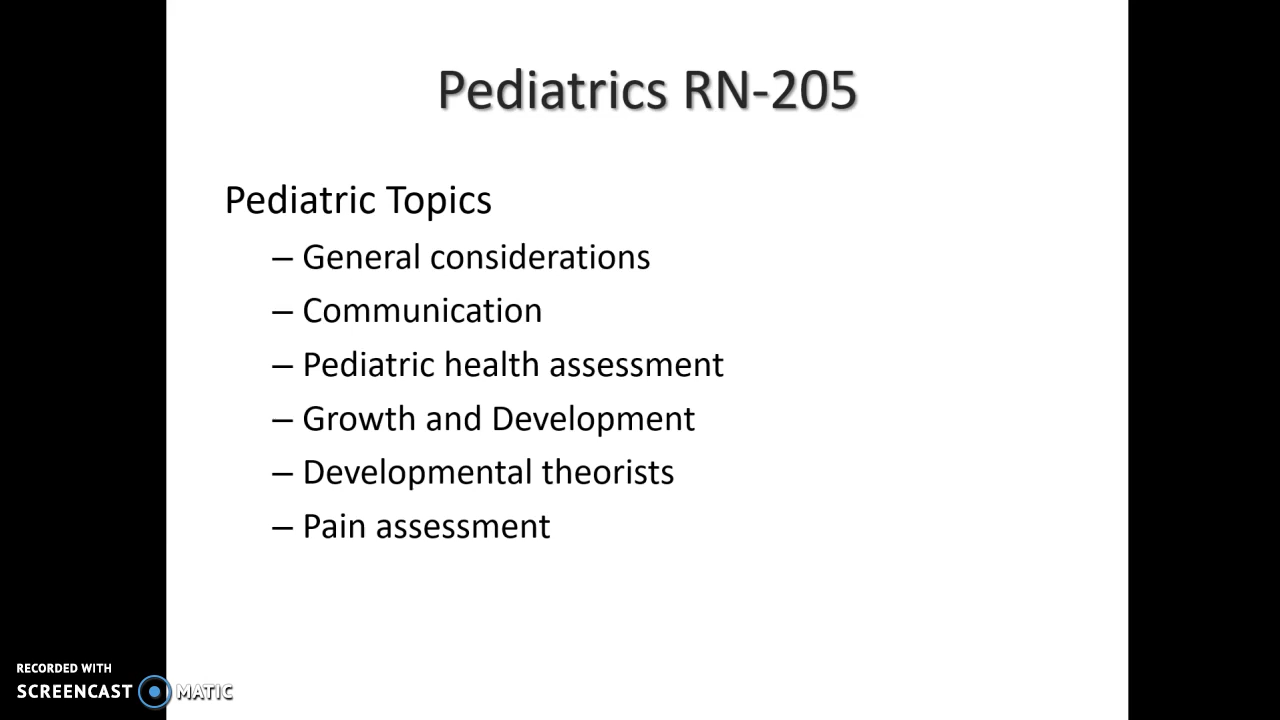 Pediatrics RN-205
Pediatric Topics
– General considerations
– Communication
– Pediatric health assessment
– Growth and Development
– Developmental theorists
– Pain assessment
RECORDED WITH
SCREENCAST MATIC